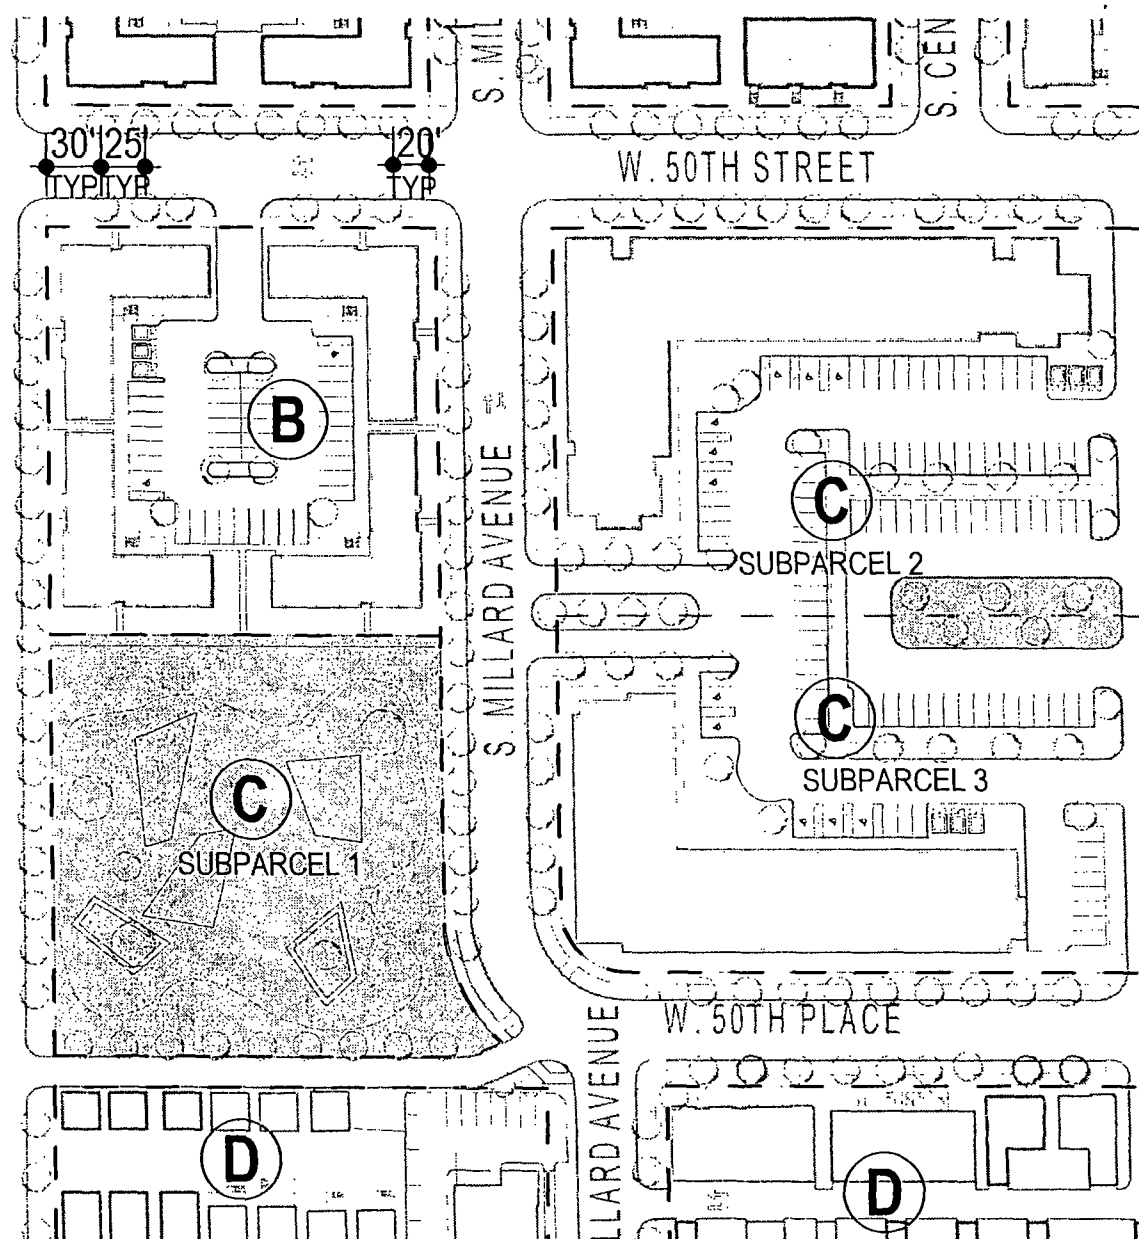 S. MIL
S. CEN
30' 25' 20'
TYP TYP TYP
W. 50TH STREET
B
S. MILLARD AVENUE
C
SUBPARCEL 2
C
SUBPARCEL 3
C
SUBPARCEL 1
W. 50TH PLACE
LLARD AVENUE
D
D